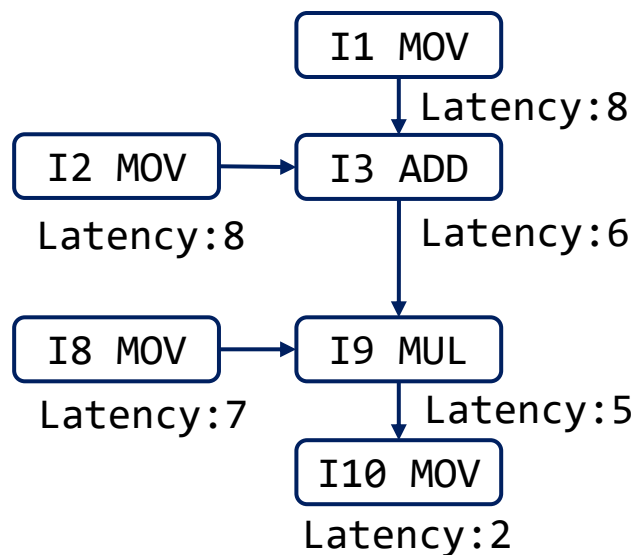 I1 MOV
Latency:8
I2 MOV
I3 ADD
Latency:8
Latency:6
I8 MOV
I9 MUL
Latency:7
Latency:5
I10 MOV
Latency:2